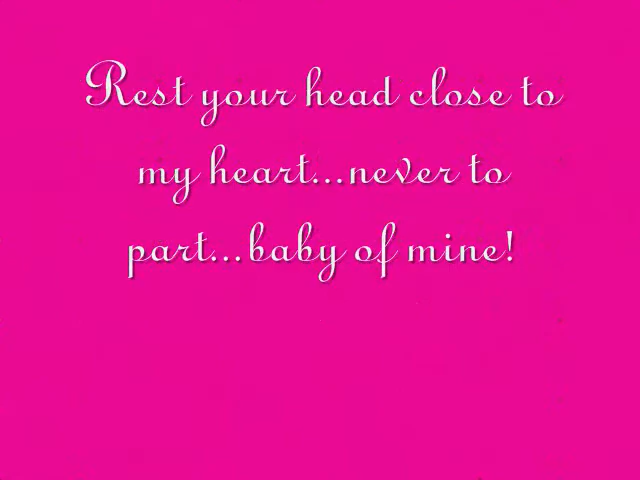 Rest your head close to
my heart...never to
part...baby of mine!